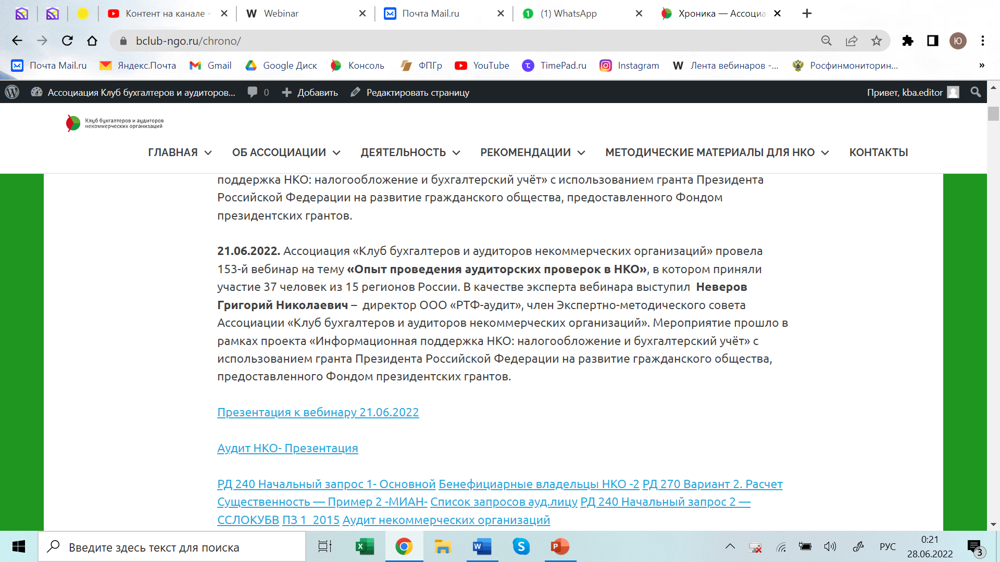 Контент на канале -
Webinar
Почта Mail.ru
(1) WhatsApp
Хроника — Ассоциа
bclub-ngo.ru/chrono/
Ю
Почта Mail.ru
Яндекс.Почта
Gmail
Google Диск
Консоль
ФПГр
YouTube
TimePad.ru
Instagram
Лента вебинаров -...
Росфинмониторин...
»
Ассоциация Клуб бухгалтеров и аудиторов...
0
Добавить
Редактировать страницу
Привет, kba.editor
Клуб бухгалтеров и аудиторов
некоммерческих организаций
ГЛАВНАЯ
ОБ АССОЦИАЦИИ
ДЕЯТЕЛЬНОСТЬ
РЕКОМЕНДАЦИИ
МЕТОДИЧЕСКИЕ МАТЕРИАЛЫ ДЛЯ НКО
КОНТАКТЫ
поддержка НКО: налогообложение и бухгалтерский учёт» с использованием гранта Президента
Российской Федерации на развитие гражданского общества, предоставленного Фондом
президентских грантов.
21.06.2022. Ассоциация «Клуб бухгалтеров и аудиторов некоммерческих организаций» провела
153-й вебинар на тему «Опыт проведения аудиторских проверок в НКО», в котором приняли
участие 37 человек из 15 регионов России. В качестве эксперта вебинара выступил Неверов
Григорий Николаевич – директор ООО «РТФ-аудит», член Экспертно-методического совета
Ассоциации «Клуб бухгалтеров и аудиторов некоммерческих организаций». Мероприятие прошло в
рамках проекта «Информационная поддержка НКО: налогообложение и бухгалтерский учёт» с
использованием гранта Президента Российской Федерации на развитие гражданского общества,
предоставленного Фондом президентских грантов.
Презентация к вебинару 21.06.2022
Аудит НКО- Презентация
РД 240 Начальный запрос 1- Основной Бенефициарные владельцы НКО -2 РД 270 Вариант 2. Расчет
Существенность — Пример 2 -МИАН- Список запросов ауд.лицу РД 240 Начальный запрос 2 —
ССЛОКУБВ ПЗ 1_2015 Аудит некоммерческих организаций
Введите здесь текст для поиска
РУС
0:21
28.06.2022
3